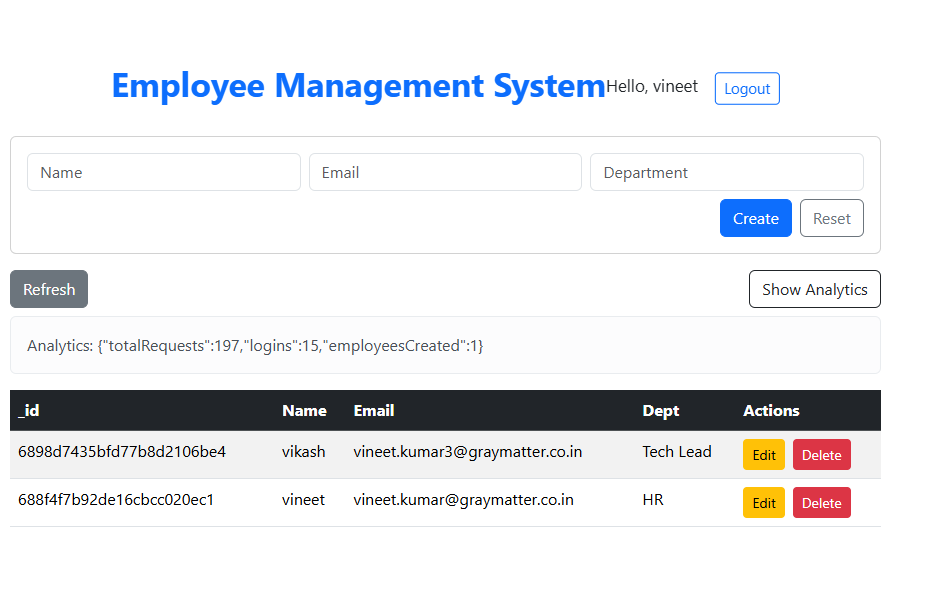 Employee Management System Hello, vineet Logout
Name Email Department
Create Reset
Refresh Show Analytics
Analytics: {"totalRequests":197,"logins":15,"employeesCreated":1}
_id Name Email Dept Actions
6898d7435bfd77b8d2106be4 vikash vineet.kumar3@graymatter.co.in Tech Lead Edit Delete
688f4f7b92de16cbcc020ec1 vineet vineet.kumar@graymatter.co.in HR Edit Delete